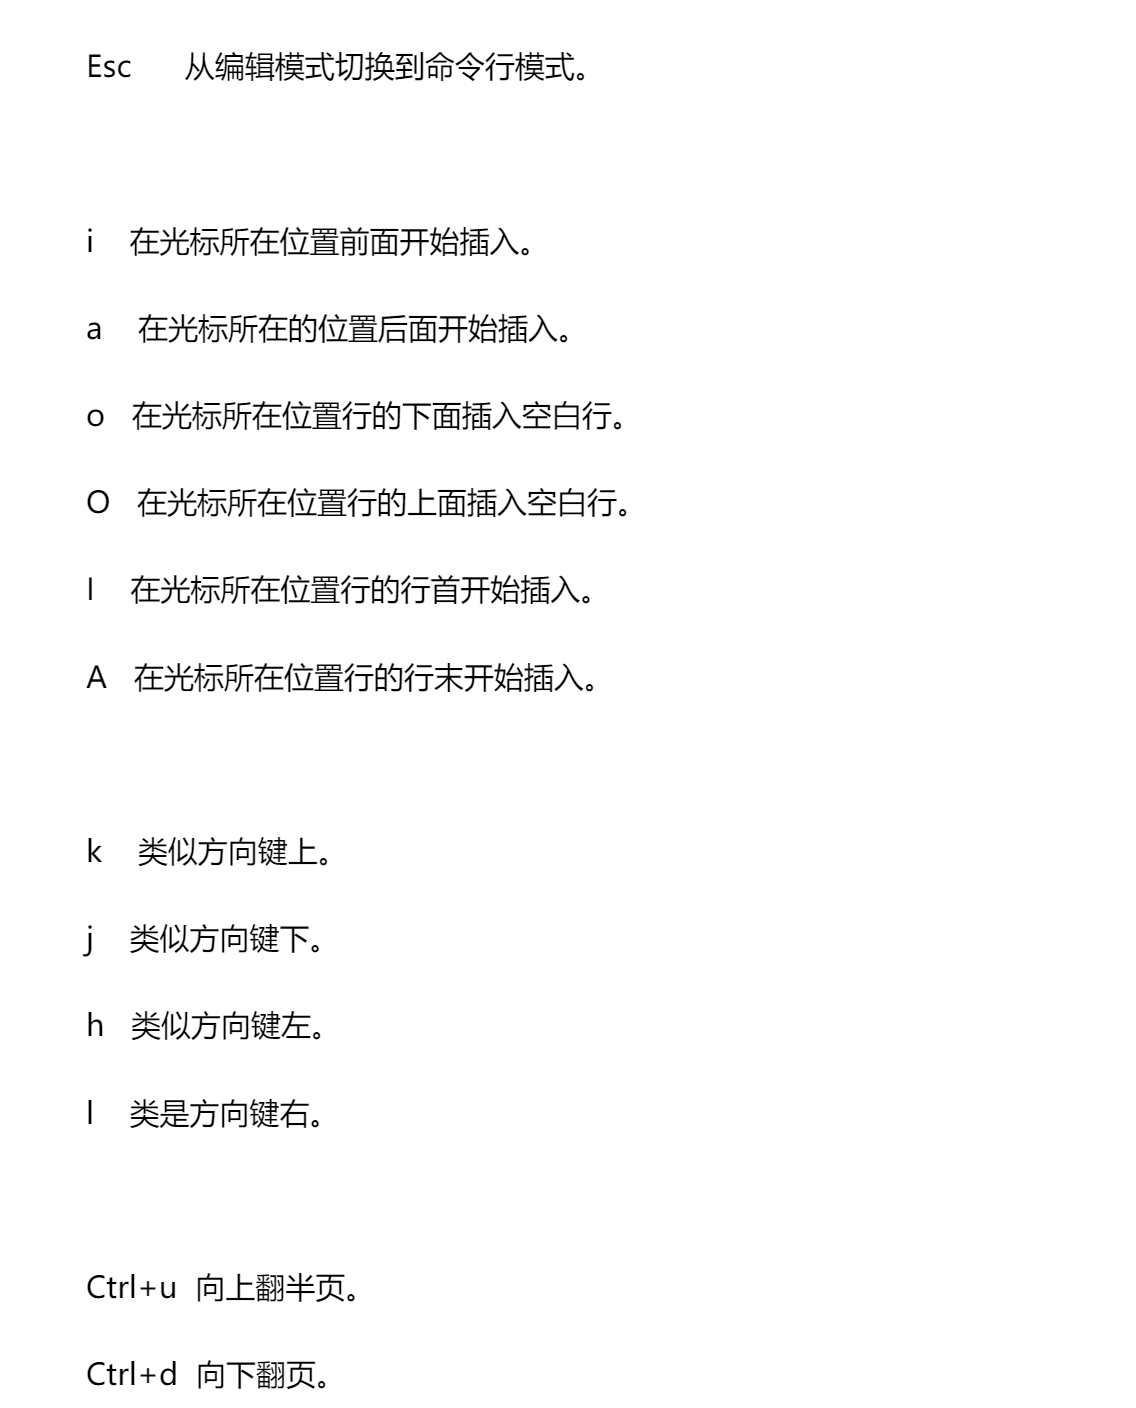 Esc 从编辑模式切换到命令行模式。
i 在光标所在位置前面开始插入。
a 在光标所在的位置后面开始插入。
o 在光标所在位置行的下面插入空白行。
O 在光标所在位置行的上面插入空白行。
I 在光标所在位置行的行首开始插入。
A 在光标所在位置行的行末开始插入。
k 类似方向键上。
j 类似方向键下。
h 类似方向键左。
l 类是方向键右。
Ctrl+u 向上翻半页。
Ctrl+d 向下翻页。